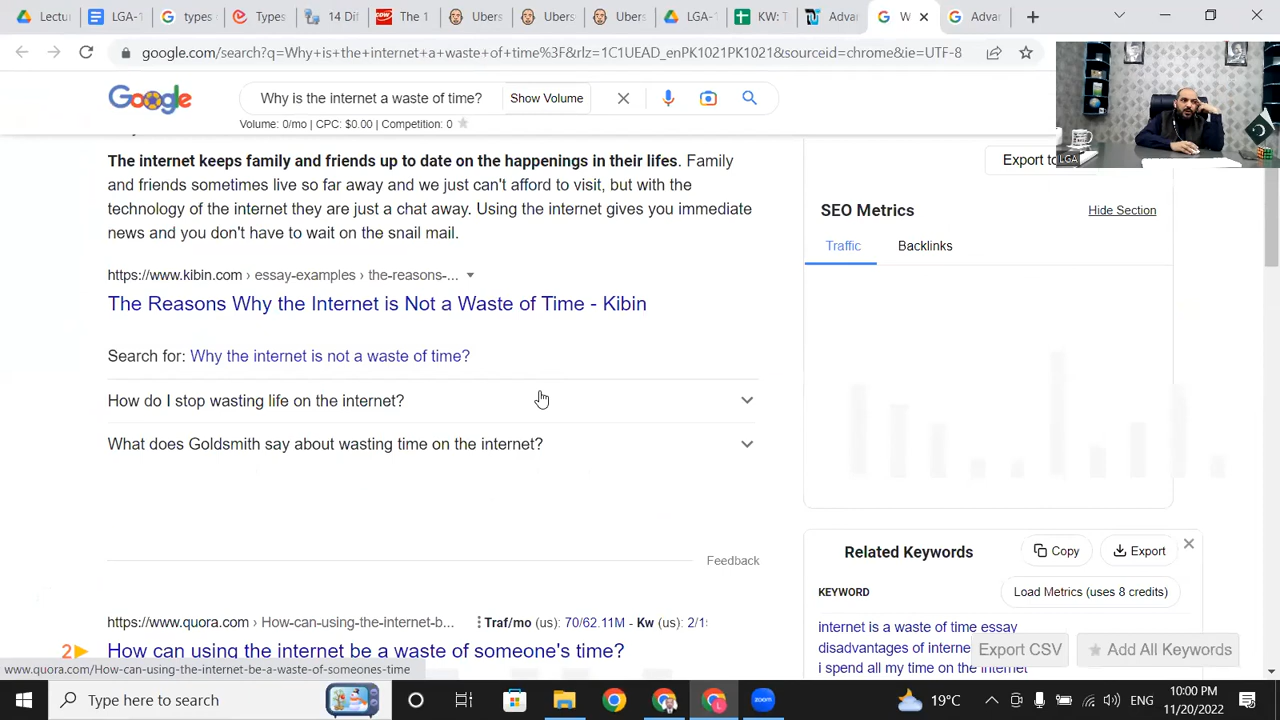 Lectu
LGA-
types
Types
14 Dif
The 1
Ubers
Ubers
Ubers
LGA-
KW: T
Advar
W
Advar
google.com/search?q=Why+is+the+internet+a+waste+of+time%3F&rlz=1C1UEAD_enPK1021PK1021&sourceid=chrome&ie=UTF-8
Google
Why is the internet a waste of time?
Show Volume
Volume: 0/mo | CPC: $0.00 | Competition: 0
LGA
The internet keeps family and friends up to date on the happenings in their lifes. Family
and friends sometimes live so far away and we just can't afford to visit, but with the
technology of the internet they are just a chat away. Using the internet gives you immediate
news and you don't have to wait on the snail mail.
https://www.kibin.com › essay-examples › the-reasons-...
The Reasons Why the Internet is Not a Waste of Time - Kibin
Search for: Why the internet is not a waste of time?
How do I stop wasting life on the internet?
What does Goldsmith say about wasting time on the internet?
Feedback
https://www.quora.com › How-can-using-the-internet-b...
Traf/mo (us): 70/62.11M - Kw (us): 2/1:
2
How can using the internet be a waste of someone's time?
www.quora.com/How-can-using-the-internet-be-a-waste-of-someones-time
Export to
SEO Metrics
Hide Section
Traffic
Backlinks
Related Keywords
Copy
Export
KEYWORD
Load Metrics (uses 8 credits)
internet is a waste of time essay
disadvantages of interne
i spend all my time on the internet
Export CSV
Add All Keywords
Type here to search
zoom
19°C
ENG
10:00 PM
11/20/2022